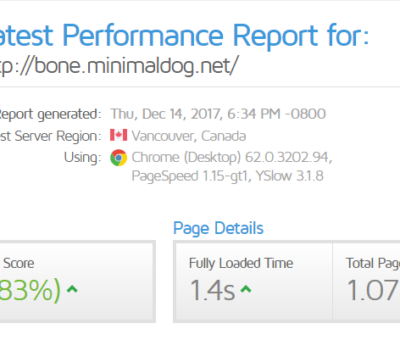 atest Performance Report for:
tp://bone.minimaldog.net/
Report generated: Thu, Dec 14, 2017, 6:34 PM -0800
est Server Region: Vancouver, Canada
Using: Chrome (Desktop) 62.0.3202.94,
PageSpeed 1.15-gt1, YSlow 3.1.8
Page Details
Score
83%)
Fully Loaded Time
1.4s
Total Page
1.07